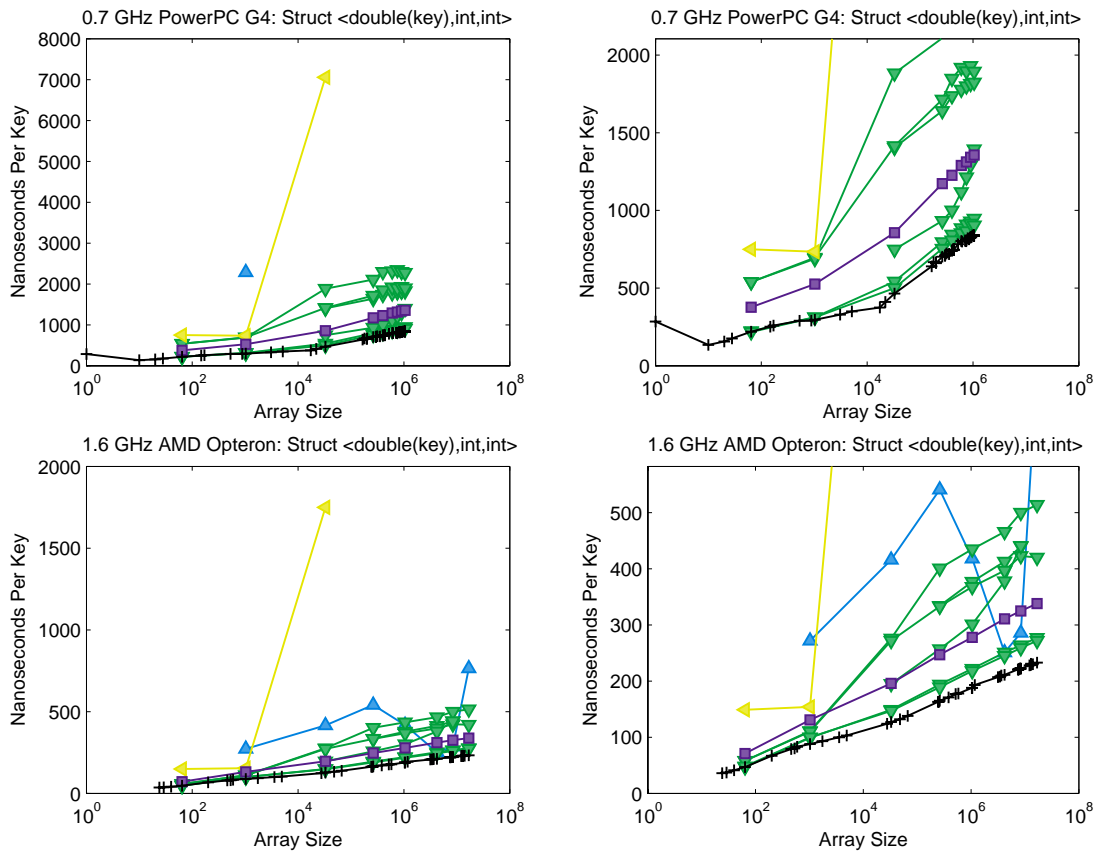 0.7 GHz PowerPC G4: Struct <double(key),int,int>
8000
7000
6000
5000
4000
3000
2000
1000
0
Nanoseconds Per Key
10^0 10^2 10^4 10^6 10^8
Array Size
0.7 GHz PowerPC G4: Struct <double(key),int,int>
2000
1500
1000
500
0
Nanoseconds Per Key
10^0 10^2 10^4 10^6 10^8
Array Size
1.6 GHz AMD Opteron: Struct <double(key),int,int>
2000
1500
1000
500
0
Nanoseconds Per Key
10^0 10^2 10^4 10^6 10^8
Array Size
1.6 GHz AMD Opteron: Struct <double(key),int,int>
500
400
300
200
100
0
Nanoseconds Per Key
10^0 10^2 10^4 10^6 10^8
Array Size